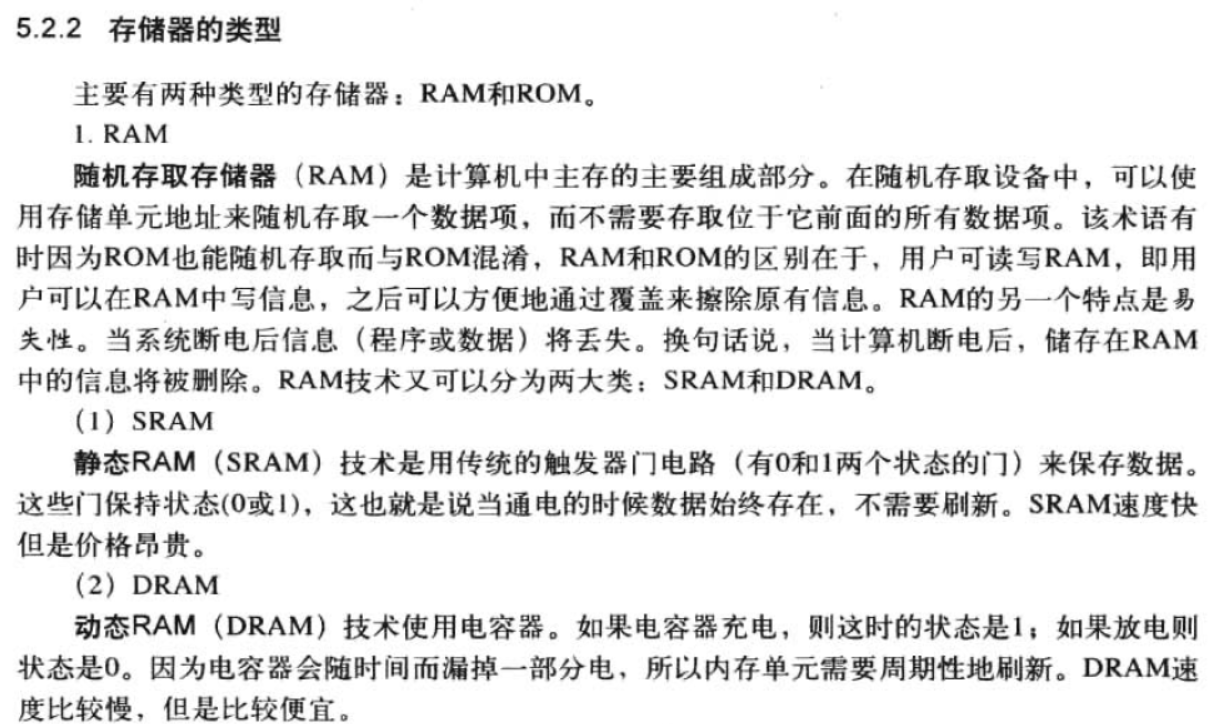 5.2.2 存储器的类型
主要有两种类型的存储器：RAM和ROM。
1. RAM
随机存取存储器（RAM）是计算机中主存的主要组成部分。在随机存取设备中，可以使
用存储单元地址来随机存取一个数据项，而不需要存取位于它前面的所有数据项。该术语有
时因为ROM也能随机存取而与ROM混淆，RAM和ROM的区别在于，用户可读写RAM，即用
户可以在RAM中写信息，之后可以方便地通过覆盖来擦除原有信息。RAM的另一个特点是易
失性。当系统断电后信息（程序或数据）将丢失。换句话说，当计算机断电后，储存在RAM
中的信息将被删除。RAM技术又可以分为两大类：SRAM和DRAM。
（1）SRAM
静态RAM（SRAM）技术是用传统的触发器门电路（有0和1两个状态的门）来保存数据。
这些门保持状态(0或1)，这也就是说当通电的时候数据始终存在，不需要刷新。SRAM速度快
但是价格昂贵。
（2）DRAM
动态RAM（DRAM）技术使用电容器。如果电容器充电，则这时的状态是1；如果放电则
状态是0。因为电容器会随时间而漏掉一部分电，所以内存单元需要周期性地刷新。DRAM速
度比较慢，但是比较便宜。